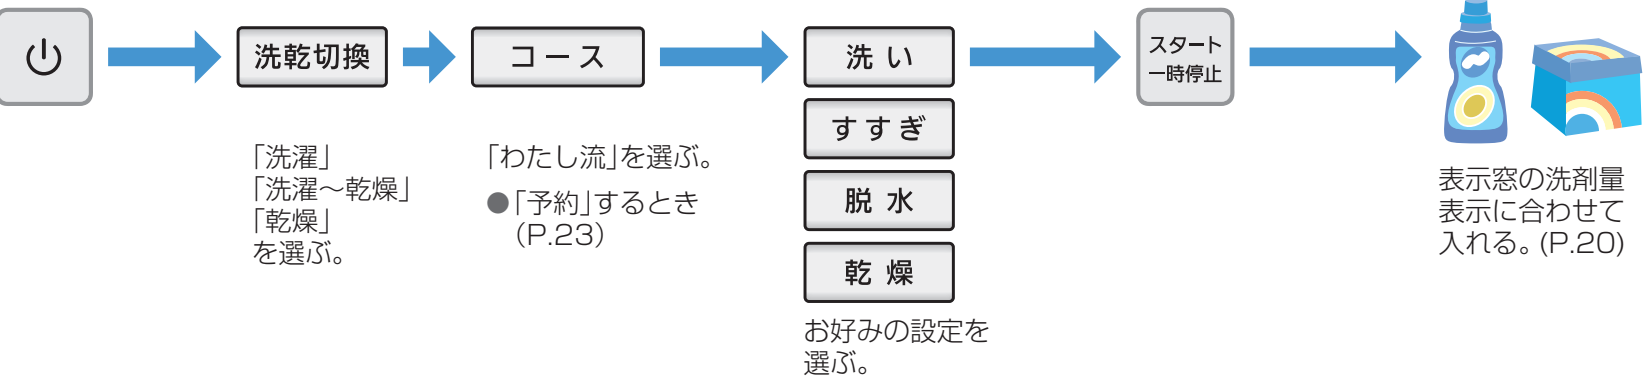 洗乾切換
「洗濯」
「洗濯～乾燥」
「乾燥」
を選ぶ。
コース
「わたし流」を選ぶ。
●「予約」するとき
（P.23）
洗い
すすぎ
脱水
乾燥
お好みの設定を
選ぶ。
スタート
一時停止
表示窓の洗剤量
表示に合わせて
入れる。(P.20)